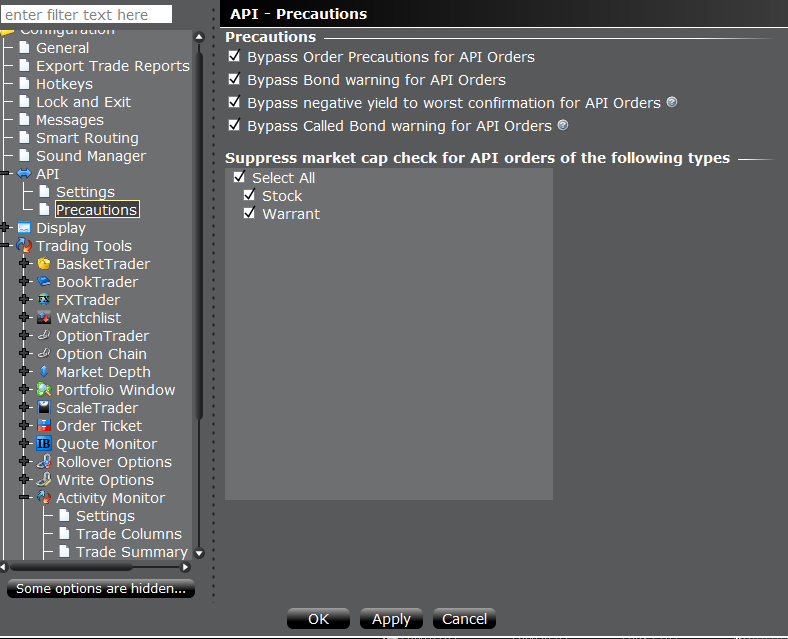 enter filter text here
Configuration
General
Export Trade Reports
Hotkeys
Lock and Exit
Messages
Smart Routing
Sound Manager
API
Settings
Precautions
Display
Trading Tools
BasketTrader
BookTrader
FXTrader
Watchlist
OptionTrader
Option Chain
Market Depth
Portfolio Window
ScaleTrader
Order Ticket
IB Quote Monitor
Rollover Options
Write Options
Activity Monitor
Settings
Trade Columns
Trade Summary
Some options are hidden...
API - Precautions
Precautions
Bypass Order Precautions for API Orders
Bypass Bond warning for API Orders
Bypass negative yield to worst confirmation for API Orders ?
Bypass Called Bond warning for API Orders ?
Suppress market cap check for API orders of the following types
Select All
Stock
Warrant
OK Apply Cancel